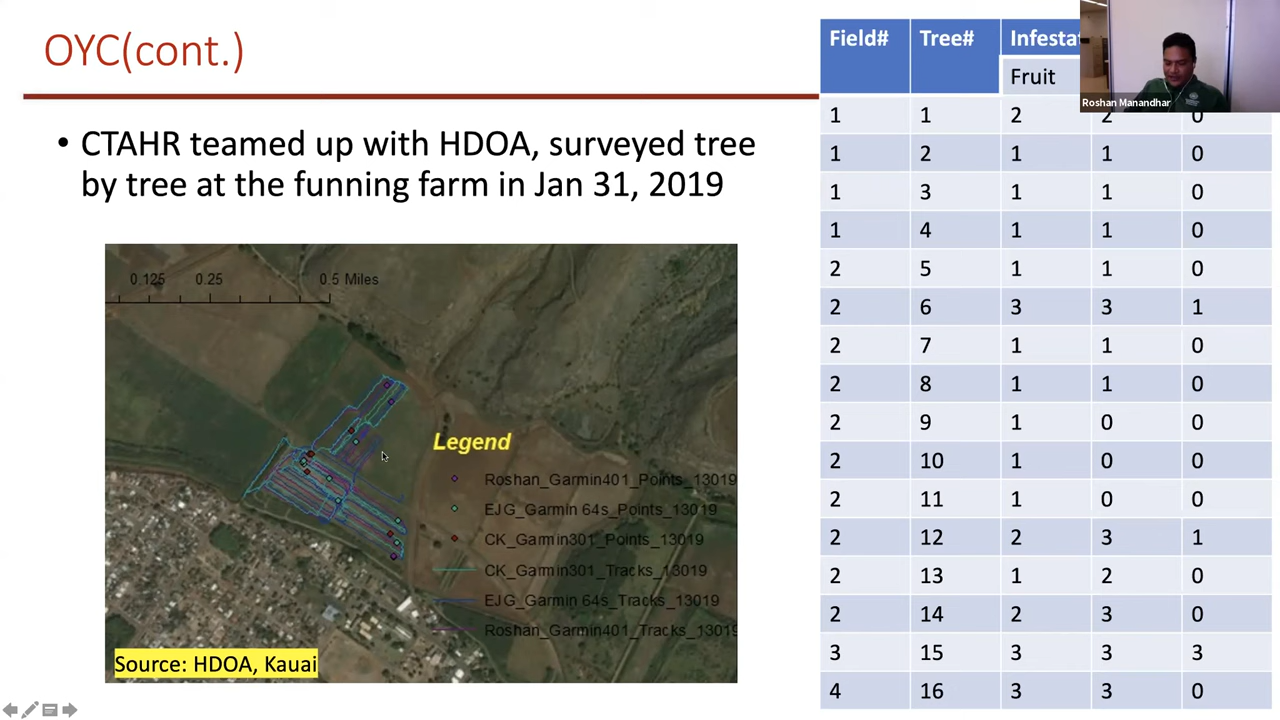 OYC(cont.)
• CTAHR teamed up with HDOA, surveyed tree
by tree at the funning farm in Jan 31, 2019
0.125 0.25 0.5 Miles
Legend
Roshan_Garmin401_Points_13019
EJG_Garmin 64s_Points_13019
CK_Garmin301_Points_13019
CK_Garmin301_Tracks_13019
EJG_Garmin 64s_Tracks_13019
Roshan_Garmin401_Tracks_13019
Source: HDOA, Kauai
Field# Tree#
Fruit
Roshan Manandhar
1 1 2 2 0
1 2 1 1 0
1 3 1 1 0
1 4 1 1 0
2 5 1 1 0
2 6 3 3 1
2 7 1 1 0
2 8 1 1 0
2 9 1 0 0
2 10 1 0 0
2 11 1 0 0
2 12 2 3 1
2 13 1 2 0
2 14 2 3 0
3 15 3 3 3
4 16 3 3 0